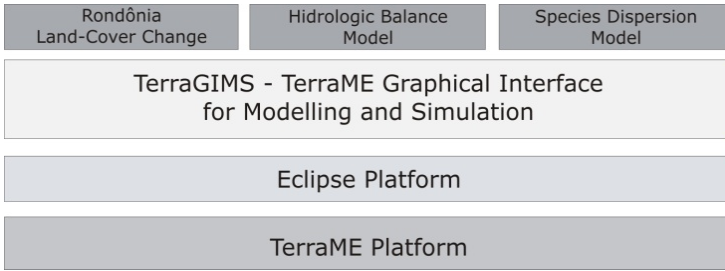 Rondônia
Land-Cover Change
Hidrologic Balance
Model
Species Dispersion
Model
TerraGIMS - TerraME Graphical Interface
for Modelling and Simulation
Eclipse Platform
TerraME Platform